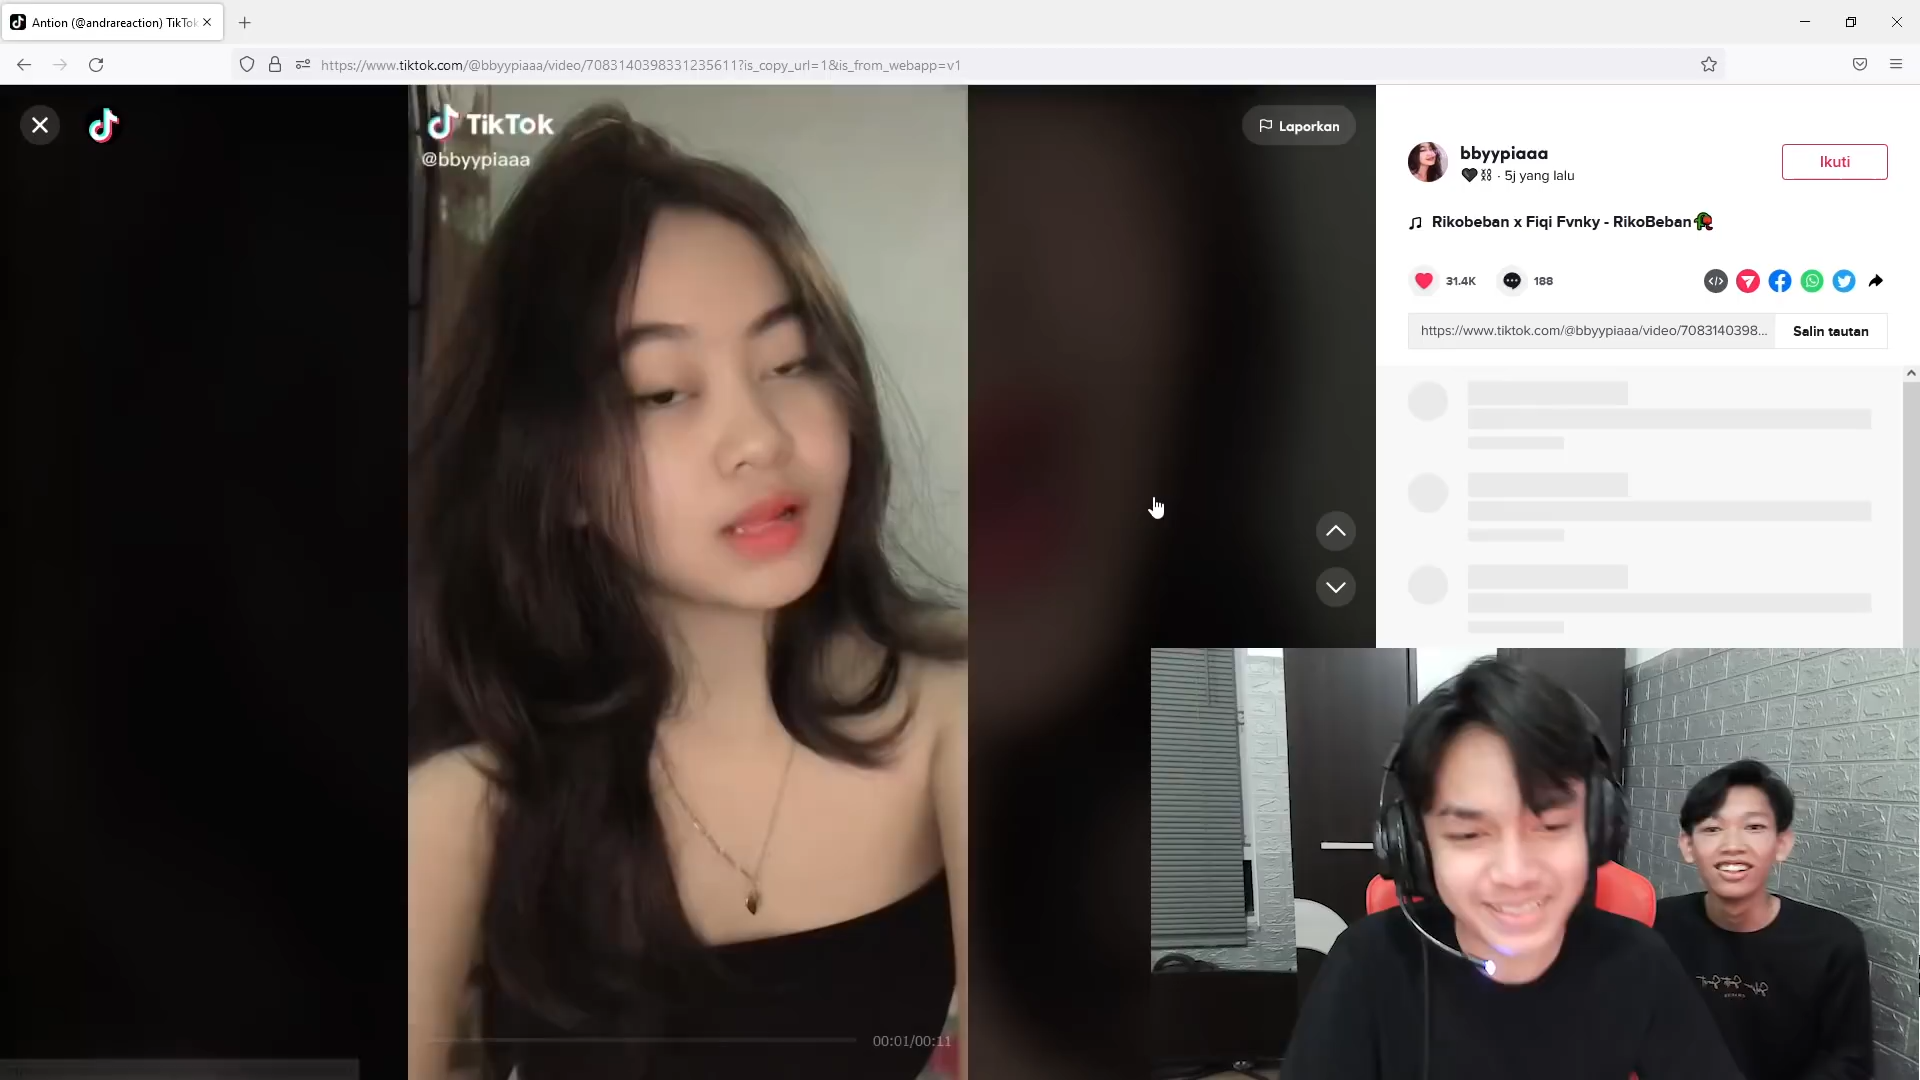 Antion (@andrareaction) TikTok
https://www.tiktok.com/@bbyypiaaa/video/7083140398331235611?is_copy_url=1&is_from_webapp=v1
TikTok
@bbyypiaaa
Laporkan
bbyypiaaa
Ikuti
· 5j yang lalu
Rikobeban x Fiqi Fvnky - RikoBeban
31.4K
188
https://www.tiktok.com/@bbyypiaaa/video/7083140398...
Salin tautan
00:01/00:11